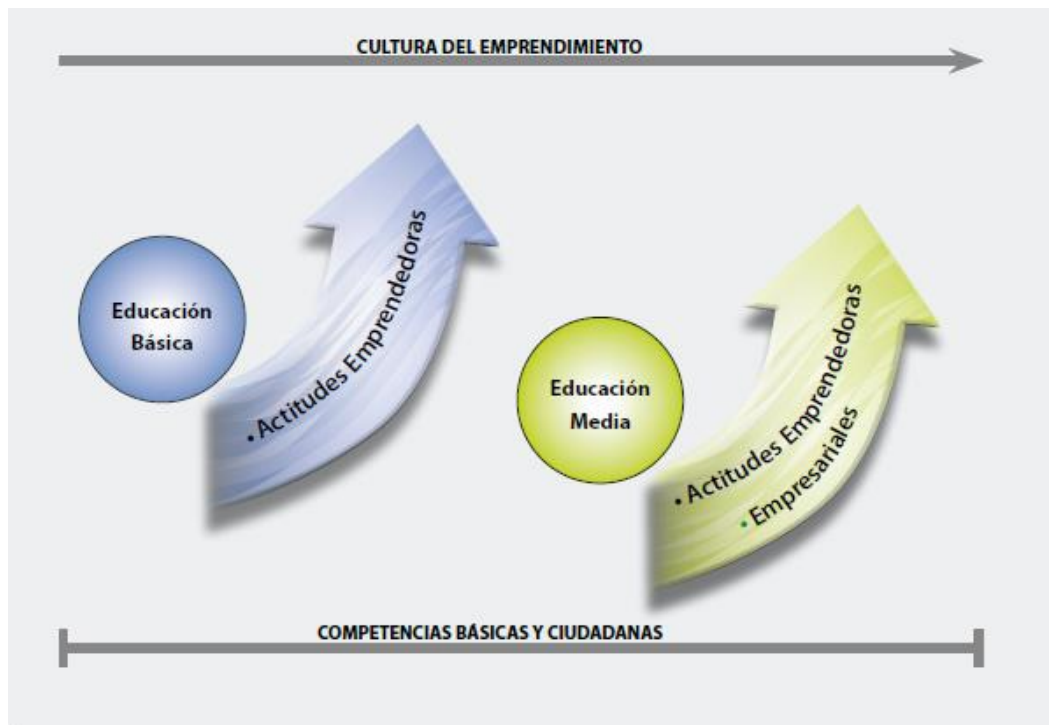 CULTURA DEL EMPRENDIMIENTO
Educación
Básica
• Actitudes Emprendedoras
Educación
Media
• Actitudes Emprendedoras
• Empresariales
COMPETENCIAS BÁSICAS Y CIUDADANAS